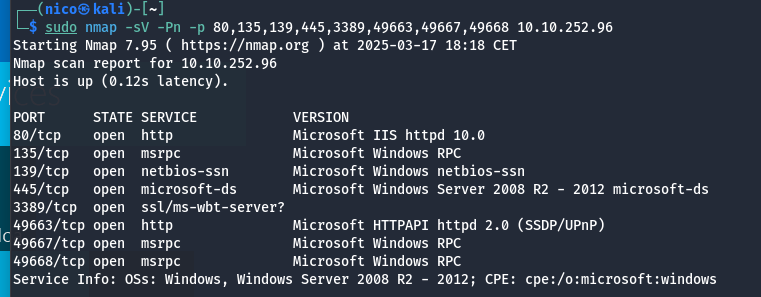 ┌──(nico㉿kali)-[~]
└─$ sudo nmap -sV -Pn -p 80,135,139,445,3389,49663,49667,49668 10.10.252.96
Starting Nmap 7.95 ( https://nmap.org ) at 2025-03-17 18:18 CET
Nmap scan report for 10.10.252.96
Host is up (0.12s latency).

PORT      STATE SERVICE            VERSION
80/tcp    open  http               Microsoft IIS httpd 10.0
135/tcp   open  msrpc              Microsoft Windows RPC
139/tcp   open  netbios-ssn        Microsoft Windows netbios-ssn
445/tcp   open  microsoft-ds       Microsoft Windows Server 2008 R2 - 2012 microsoft-ds
3389/tcp  open  ssl/ms-wbt-server?
49663/tcp open  http               Microsoft HTTPAPI httpd 2.0 (SSDP/UPnP)
49667/tcp open  msrpc              Microsoft Windows RPC
49668/tcp open  msrpc              Microsoft Windows RPC
Service Info: OSs: Windows, Windows Server 2008 R2 - 2012; CPE: cpe:/o:microsoft:windows